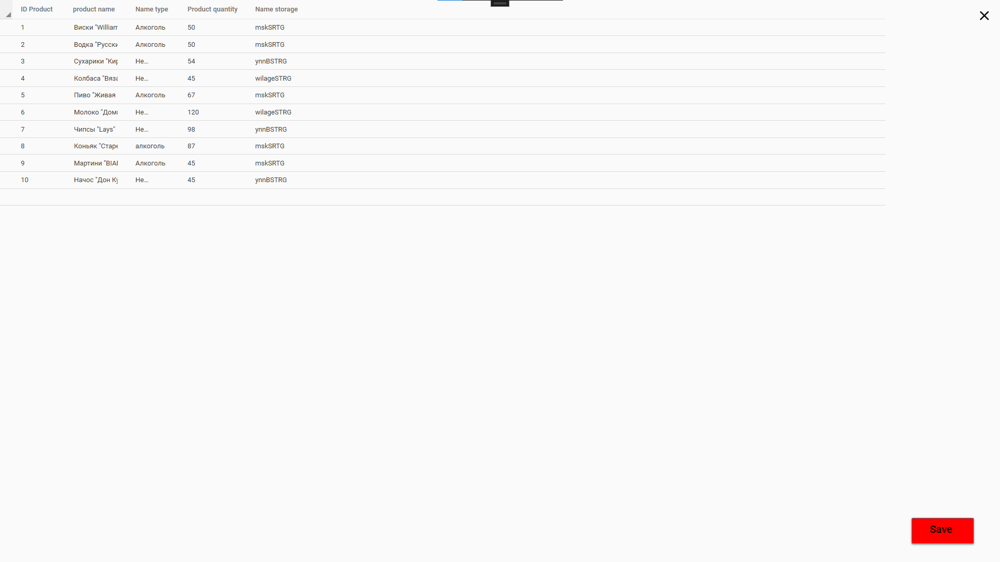 ID Product product name Name type Product quantity Name storage
1 Виски "William Алкоголь 50 mskSRTG
2 Водка "Русски Алкоголь 50 mskSRTG
3 Сухарики "Кир Не... 54 ynnBSTRG
4 Колбаса "Вяза Не... 45 wilageSTRG
5 Пиво "Живая Алкоголь 67 mskSRTG
6 Молоко "Доми Не... 120 wilageSTRG
7 Чипсы "Lays" Не... 98 ynnBSTRG
8 Коньяк "Старе алкоголь 87 mskSRTG
9 Мартини "BIAN Алкоголь 45 mskSRTG
10 Начос "Дон Ку Не... 45 ynnBSTRG
Save